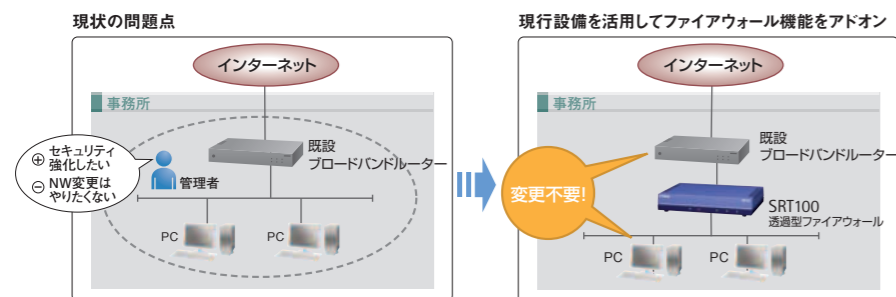 現状の問題点
インターネット
事務所
⊕ セキュリティ
強化したい
⊖ NW変更は
やりたくない
管理者
既設
ブロードバンドルーター
PC
PC
現行設備を活用してファイアウォール機能をアドオン
インターネット
事務所
変更不要!
既設
ブロードバンドルーター
SRT100
透過型ファイアウォール
PC
PC